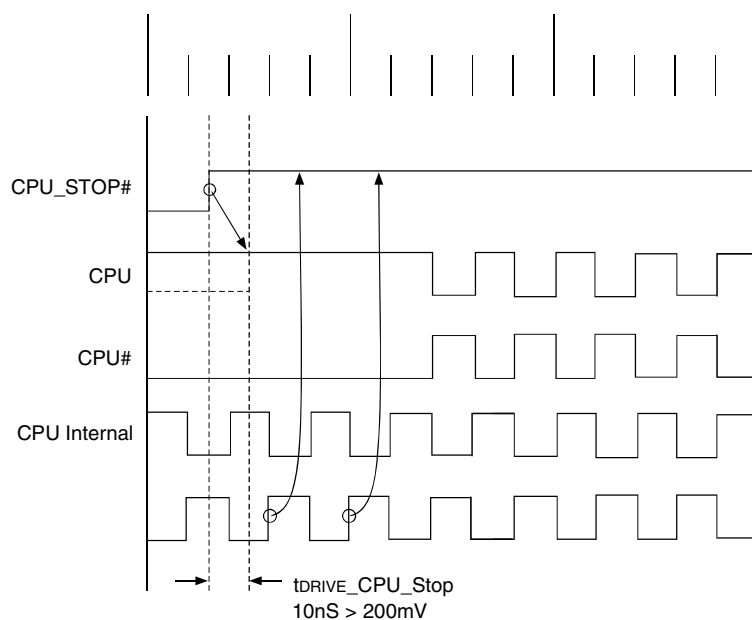 CPU_STOP#
CPU
CPU#
CPU Internal
tDRIVE_CPU_Stop
10nS > 200mV